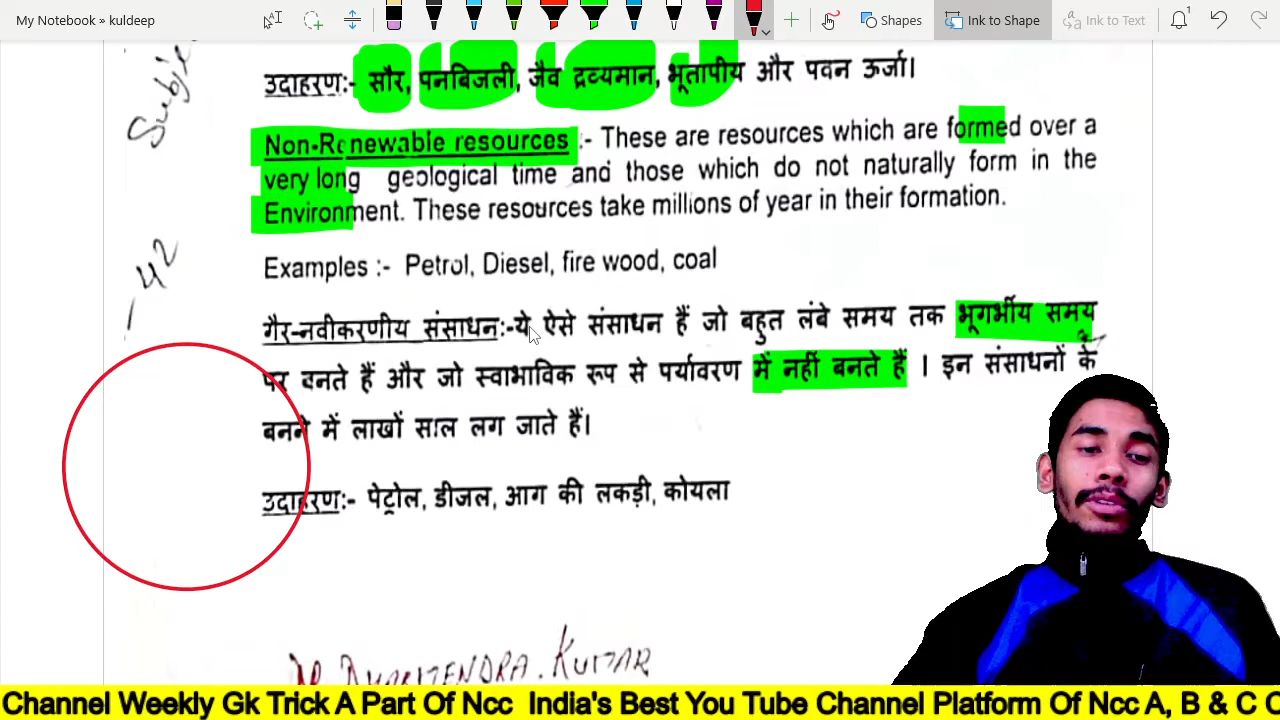 My Notebook » kuldeep
Shapes
Ink to Shape
Ink to Text
Subje
उदाहरण:- सौर, पनबिजली, जैव द्रव्यमान, भूतापीय और पवन ऊर्जा।
Non-Renewable resources :- These are resources which are formed over a
very long geological time and those which do not naturally form in the
Environment. These resources take millions of year in their formation.
42
Examples :- Petrol, Diesel, fire wood, coal
गैर-नवीकरणीय संसाधन:-ये ऐसे संसाधन हैं जो बहुत लंबे समय तक भूगर्भीय समय
पर बनते हैं और जो स्वाभाविक रूप से पर्यावरण में नहीं बनते हैं । इन संसाधनों के
बनने में लाखों साल लग जाते हैं।
उदाहरण:- पेट्रोल, डीजल, आग की लकड़ी, कोयला
KUMAR
Channel Weekly Gk Trick A Part Of Ncc India's Best You Tube Channel Platform Of Ncc A, B & C C